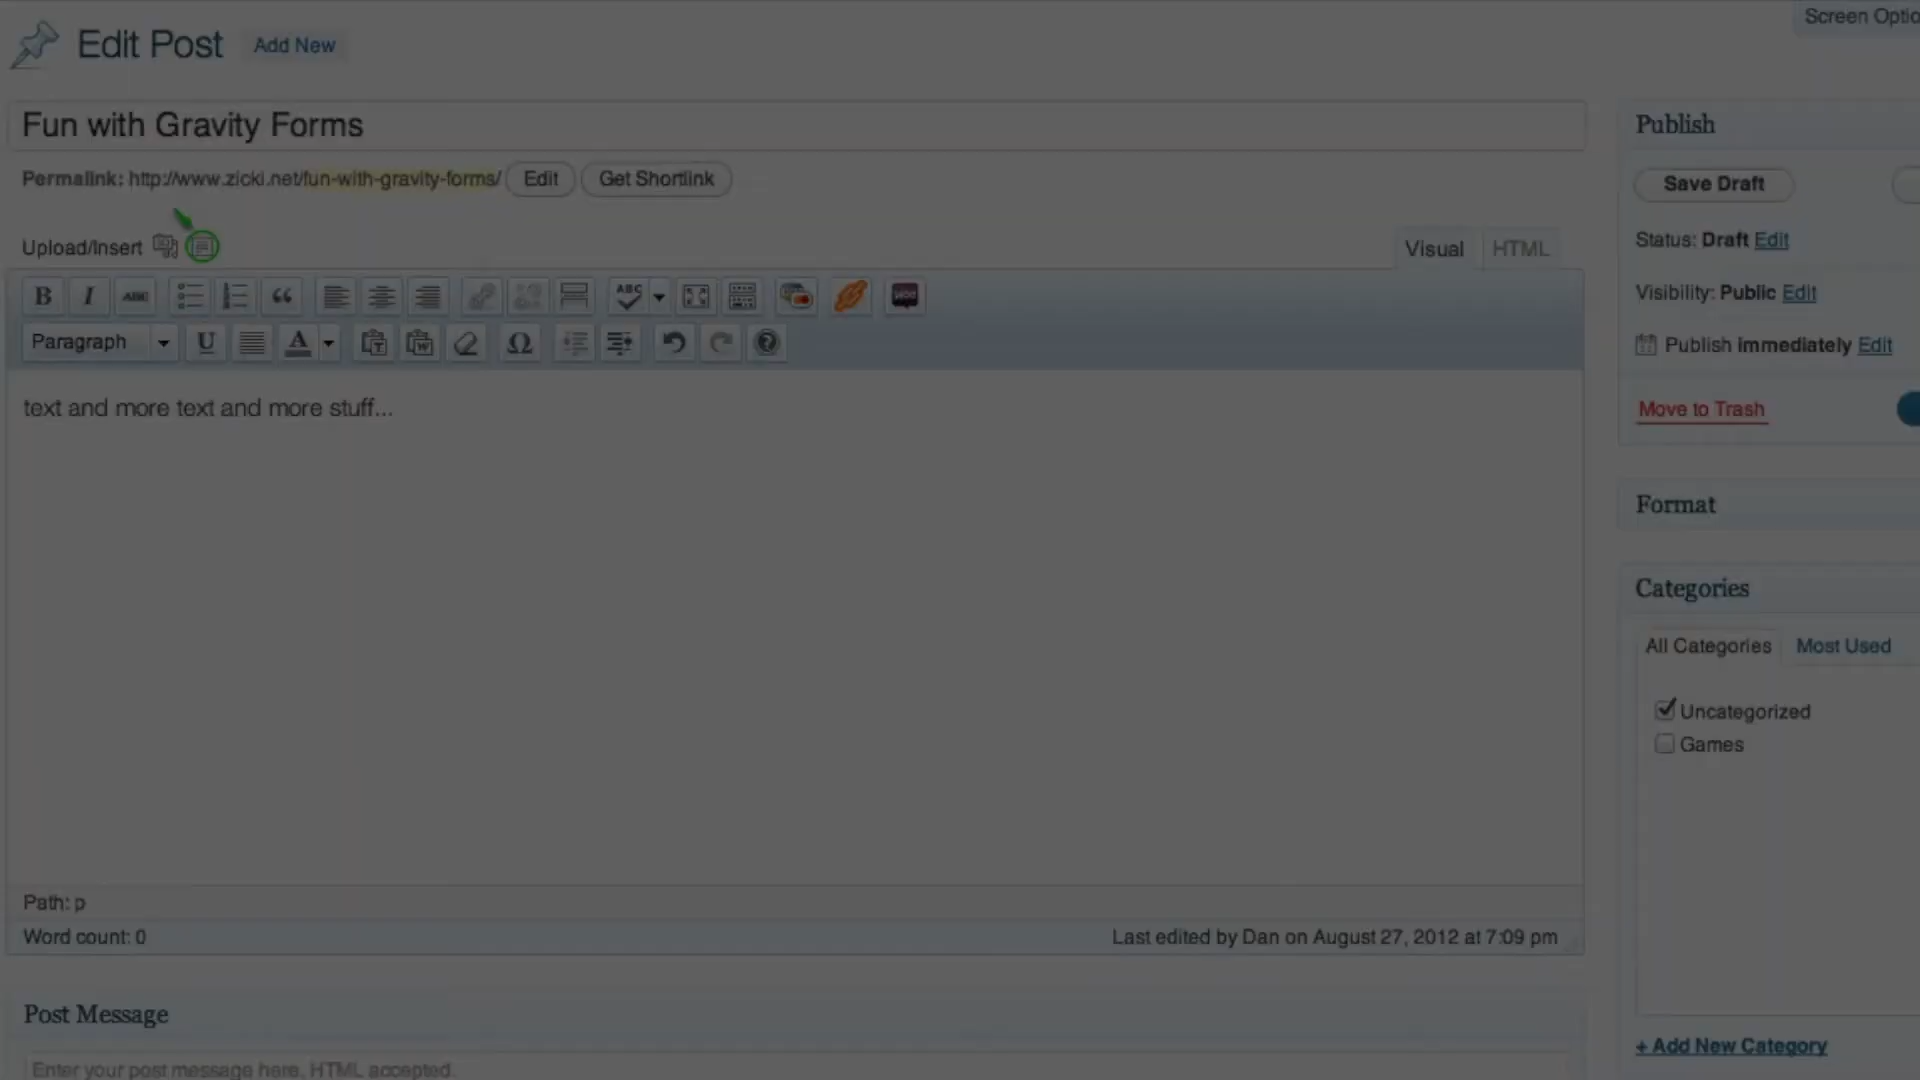 Screen Optio
Edit Post Add New
Fun with Gravity Forms
Permalink: http://www.zicki.net/fun-with-gravity-forms/ Edit Get Shortlink
Upload/Insert
Visual HTML
B I ABC ABC
Paragraph U A Ω
text and more text and more stuff...
Path: p
Word count: 0
Last edited by Dan on August 27, 2012 at 7:09 pm
Post Message
Enter your post message here, HTML accepted.
Publish
Save Draft
Status: Draft Edit
Visibility: Public Edit
Publish immediately Edit
Move to Trash
Format
Categories
All Categories Most Used
Uncategorized
Games
+ Add New Category